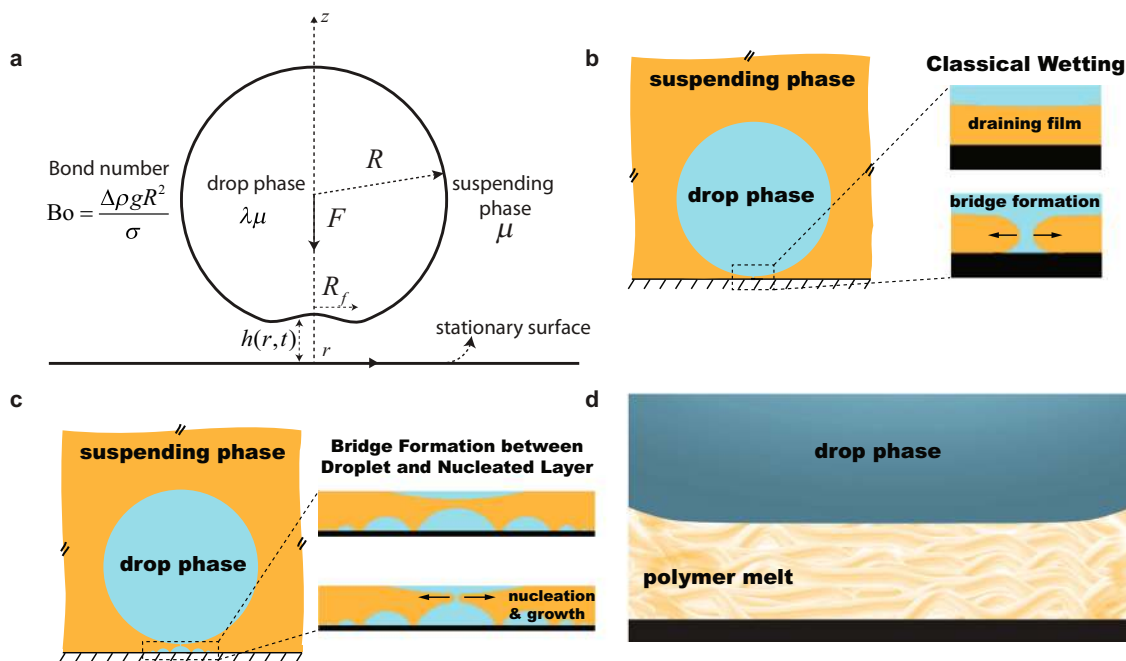 a
z
Bond number
Bo = ΔρgR² / σ
drop phase
λμ
R
F
suspending
phase
μ
R_f
h(r,t)
r
stationary surface
b
suspending phase
drop phase
Classical Wetting
draining film
bridge formation
c
suspending phase
drop phase
Bridge Formation between
Droplet and Nucleated Layer
nucleation
& growth
d
drop phase
polymer melt